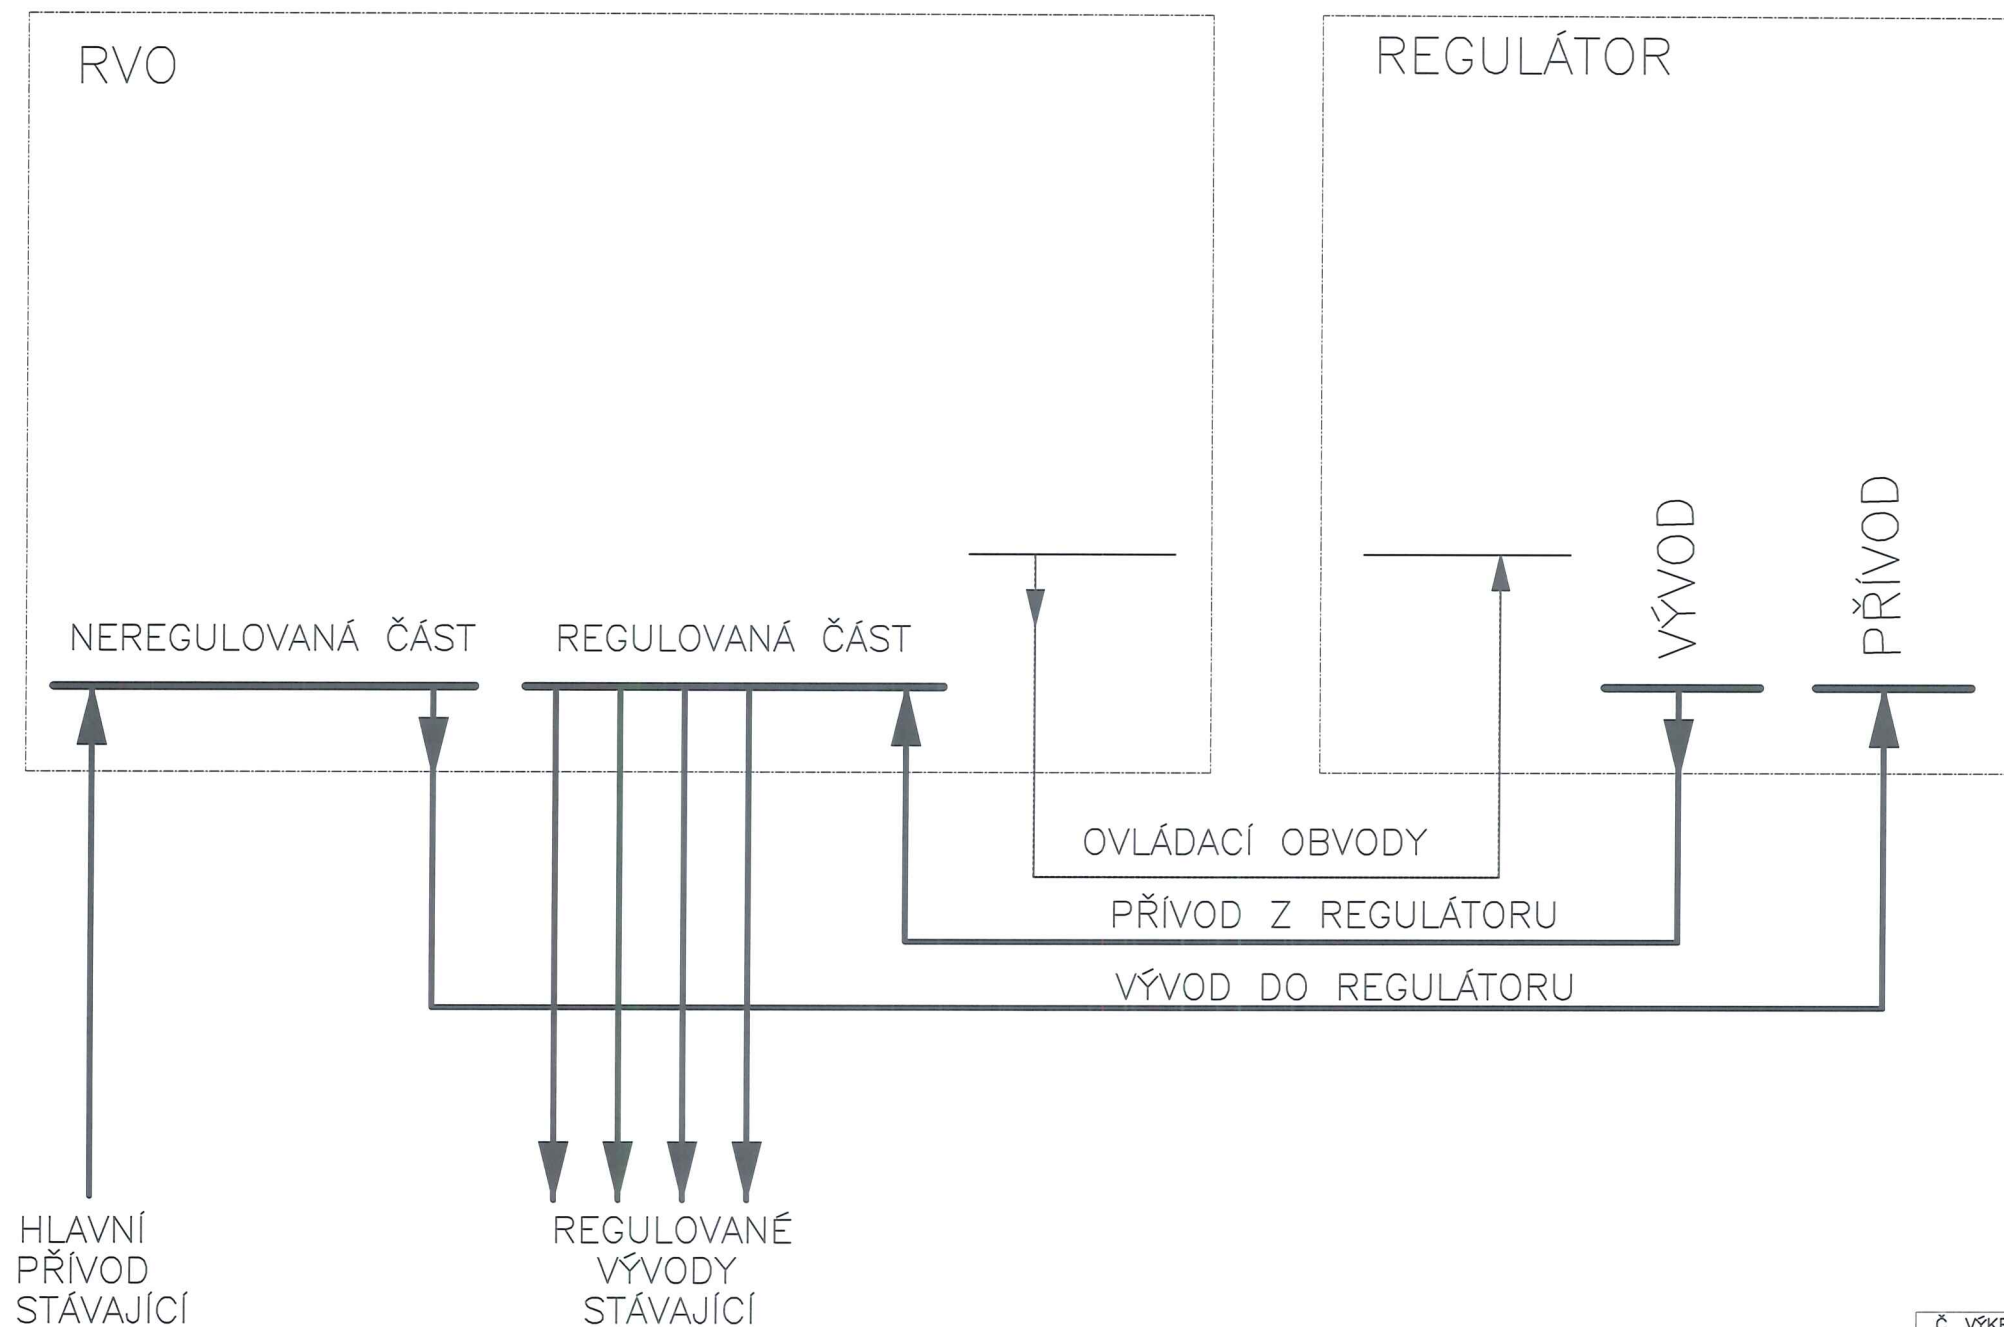 RVO
REGULÁTOR
VÝVOD
PŘÍVOD
NEREGULOVANÁ ČÁST
REGULOVANÁ ČÁST
OVLÁDACÍ OBVODY
PŘÍVOD Z REGULÁTORU
VÝVOD DO REGULÁTORU
HLAVNÍ
PŘÍVOD
STÁVAJÍCÍ
REGULOVANÉ
VÝVODY
STÁVAJÍCÍ